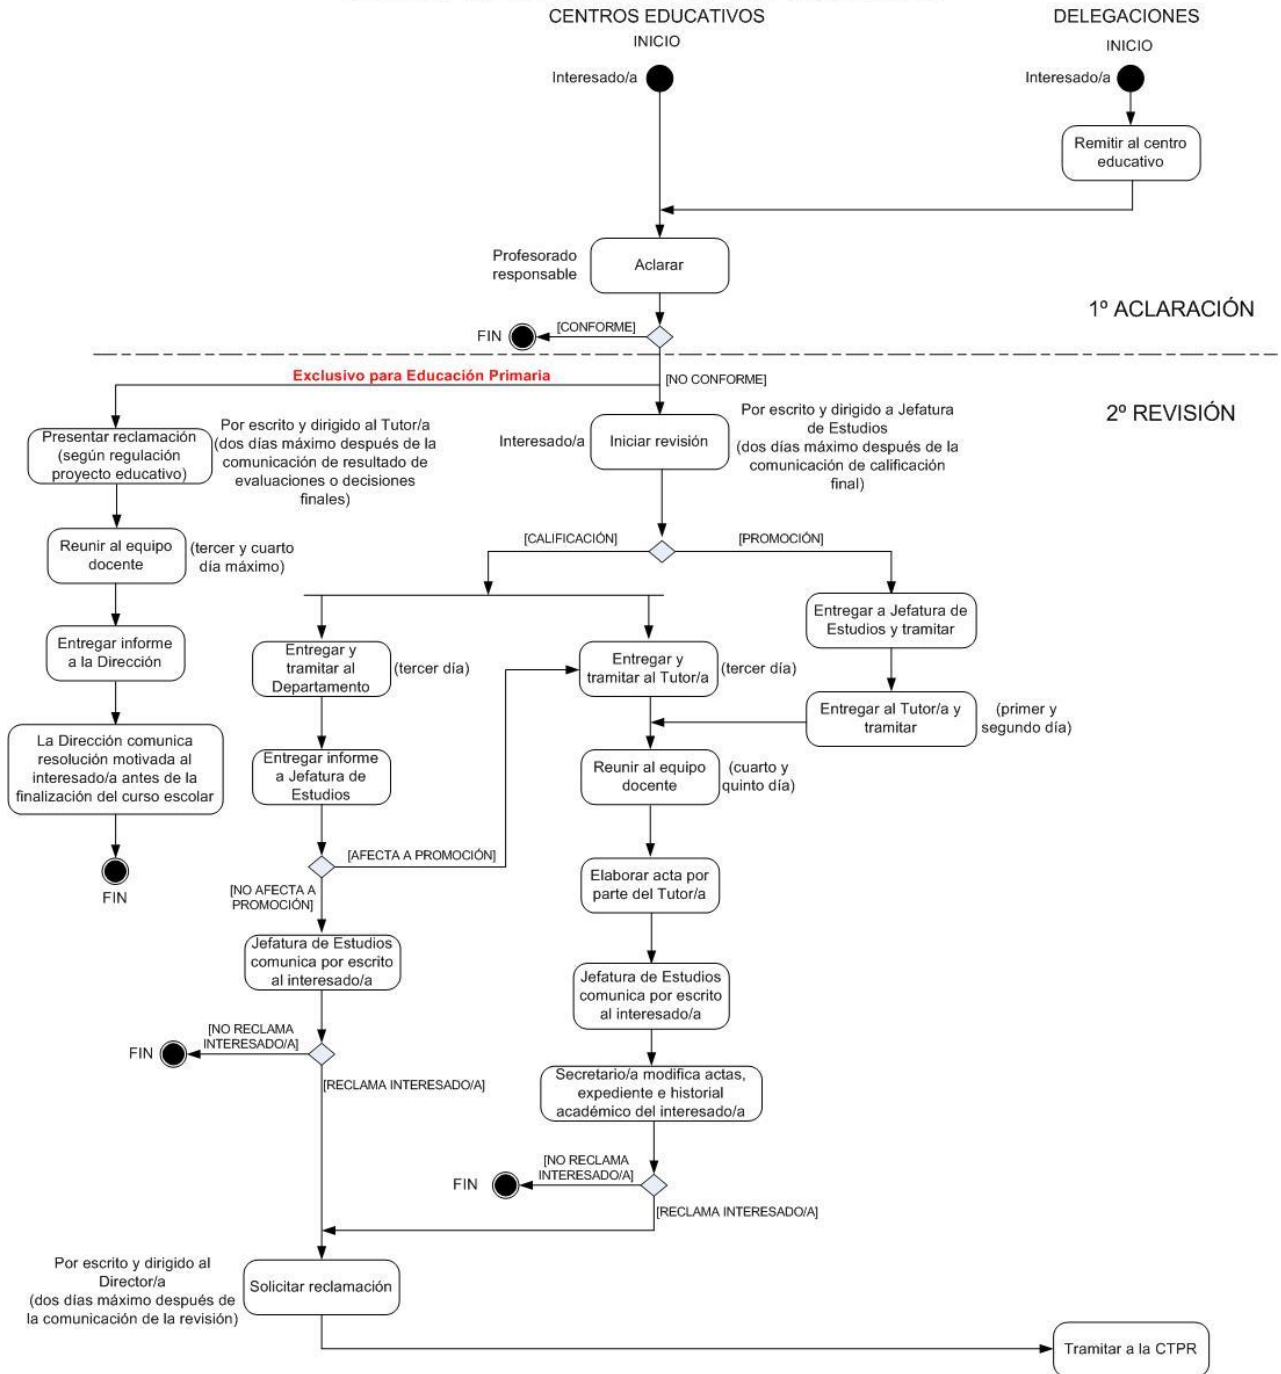 CENTROS EDUCATIVOS
DELEGACIONES
INICIO
INICIO
Interesado/a
Interesado/a
Remitir al centro
educativo
Profesorado
responsable
Aclarar
1º ACLARACIÓN
FIN
[CONFORME]
Exclusivo para Educación Primaria
[NO CONFORME]
2º REVISIÓN
Presentar reclamación
(según regulación
proyecto educativo)
Por escrito y dirigido al Tutor/a
(dos días máximo después de la
comunicación de resultado de
evaluaciones o decisiones
finales)
Interesado/a
Iniciar revisión
Por escrito y dirigido a Jefatura
de Estudios
(dos días máximo después de la
comunicación de calificación
final)
Reunir al equipo
docente
(tercer y cuarto
día máximo)
[CALIFICACIÓN]
[PROMOCIÓN]
Entregar a Jefatura de
Estudios y tramitar
Entregar informe
a la Dirección
Entregar y
tramitar al
Departamento
(tercer día)
Entregar y
tramitar al Tutor/a
(tercer día)
Entregar al Tutor/a y
tramitar
(primer y
segundo día)
La Dirección comunica
resolución motivada al
interesado/a antes de la
finalización del curso escolar
Entregar informe
a Jefatura de
Estudios
Reunir al equipo
docente
(cuarto y
quinto día)
FIN
[AFECTA A PROMOCIÓN]
[NO AFECTA A
PROMOCIÓN]
Elaborar acta por
parte del Tutor/a
Jefatura de Estudios
comunica por escrito
al interesado/a
Jefatura de Estudios
comunica por escrito
al interesado/a
FIN
[NO RECLAMA
INTERESADO/A]
[RECLAMA INTERESADO/A]
Secretario/a modifica actas,
expediente e historial
académico del interesado/a
FIN
[NO RECLAMA
INTERESADO/A]
[RECLAMA INTERESADO/A]
Por escrito y dirigido al
Director/a
(dos días máximo después de
la comunicación de la revisión)
Solicitar reclamación
Tramitar a la CTPR